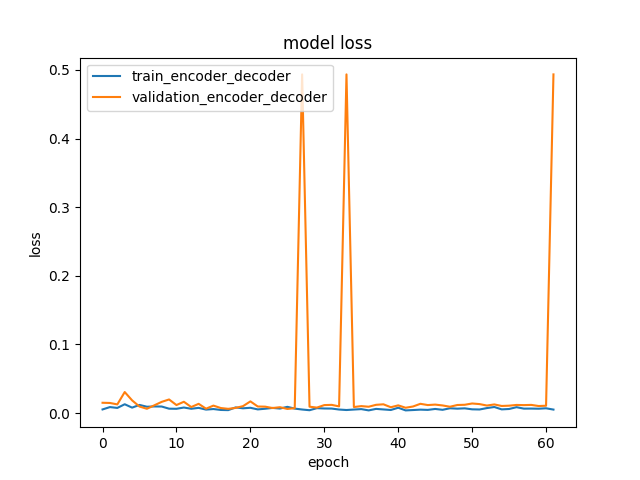 model loss
train_encoder_decoder
validation_encoder_decoder
0.5
0.4
0.3
0.2
0.1
0.0
loss
0 10 20 30 40 50 60
epoch